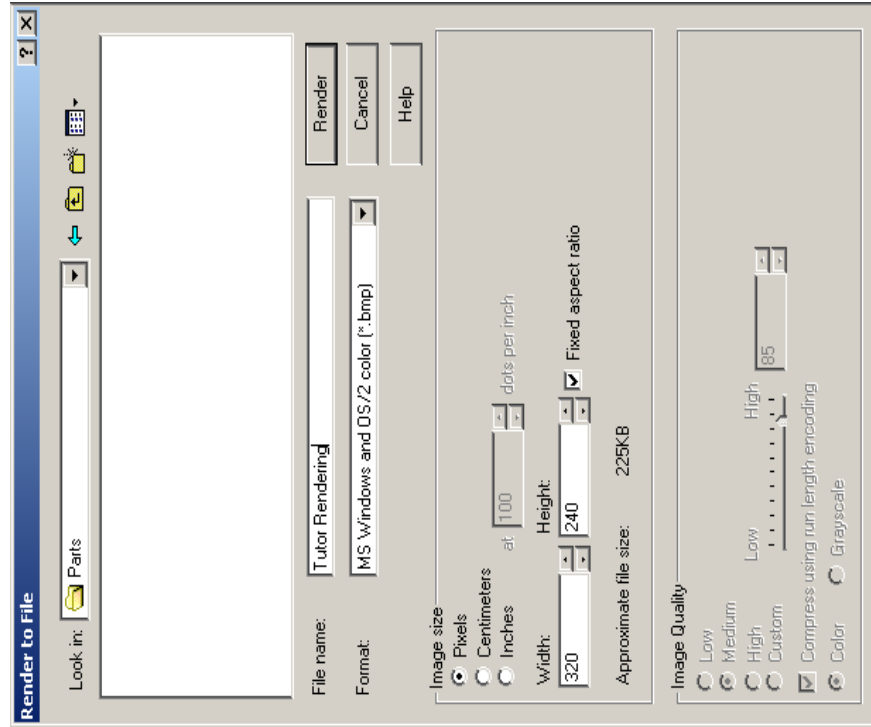 Render to File
Look in: Parts
File name: Tutor Rendering Render
Format: MS Windows and OS/2 color (*.bmp) Cancel
Help
Image size
Pixels
Centimeters
Inches at 100 dots per inch
Width: Height:
320 240 Fixed aspect ratio
Approximate file size: 225KB
Image Quality
Low
Medium
High
Custom Low High 85
Compress using run length encoding
Color Grayscale